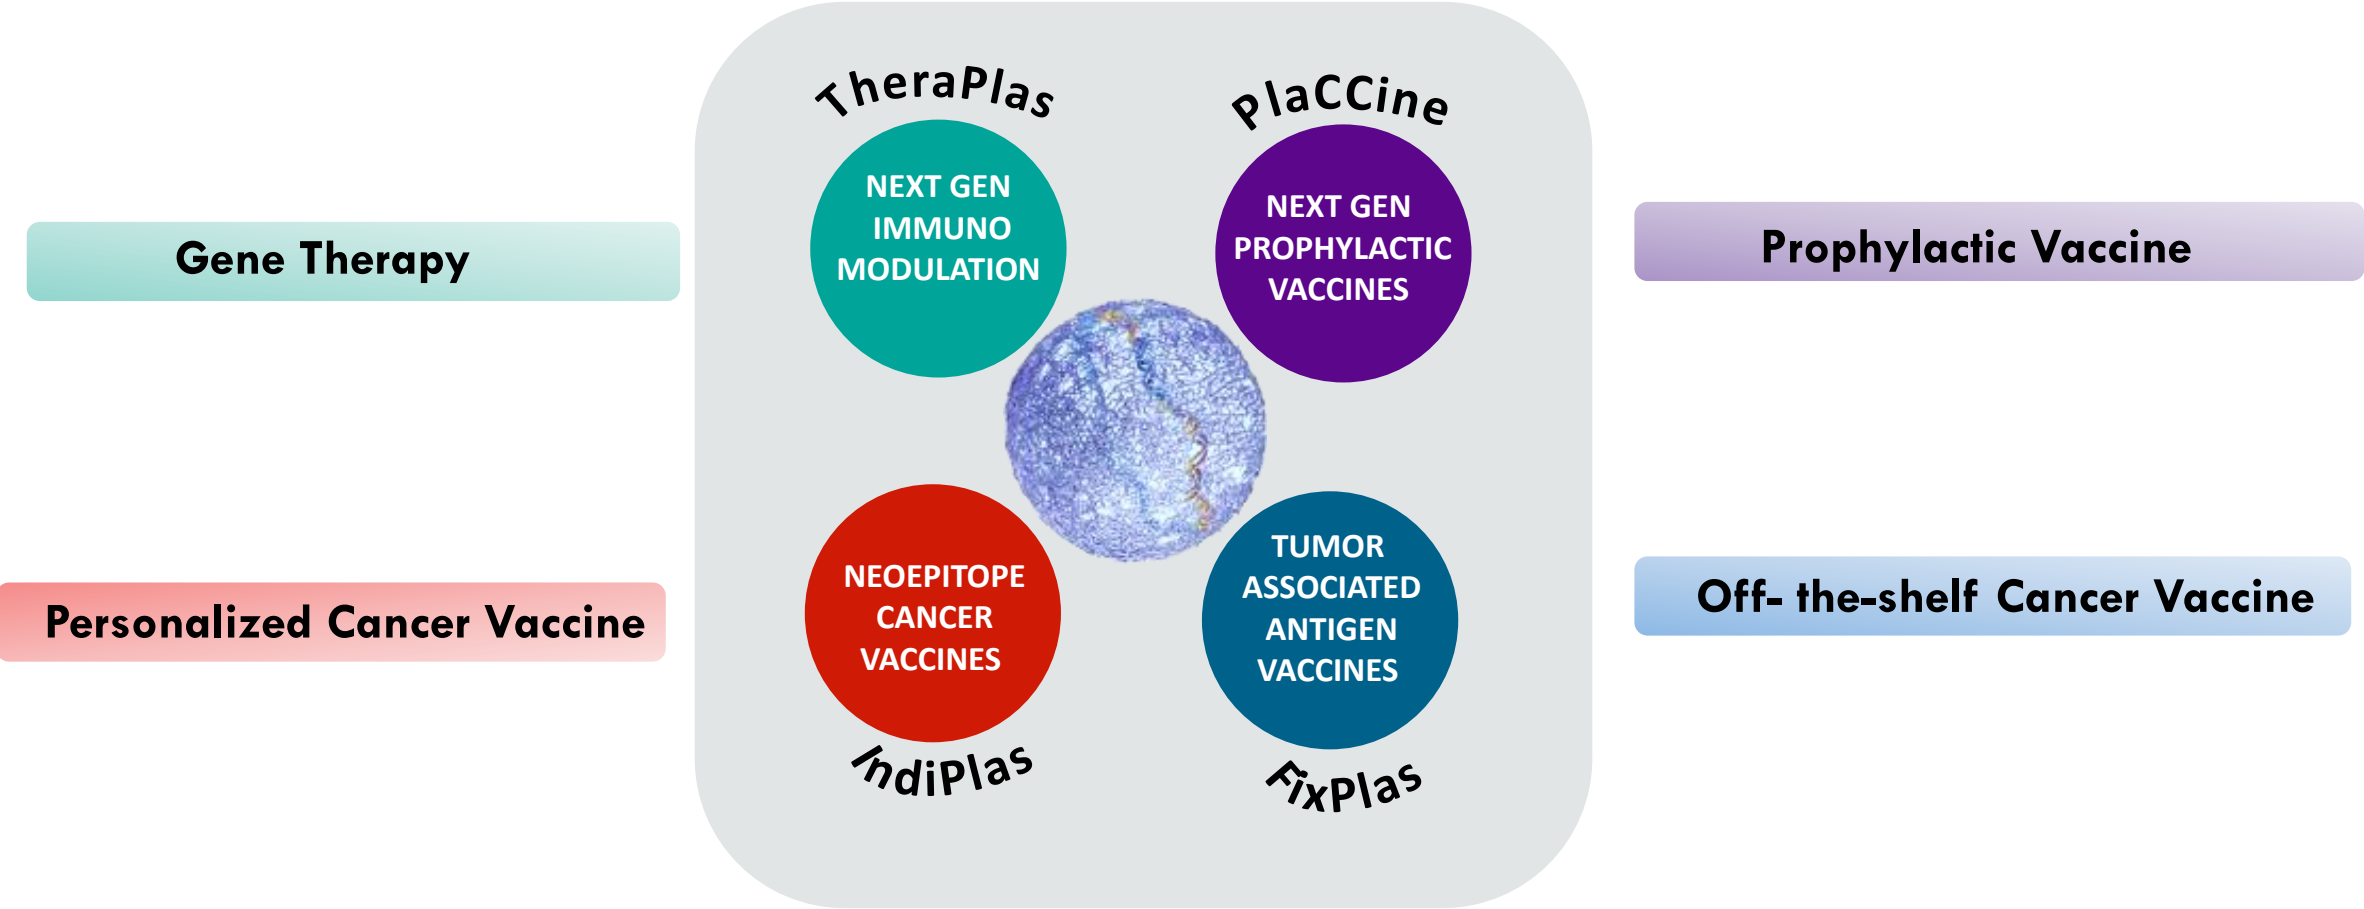 TheraPlas
PlaCCine
NEXT GEN
IMMUNO
MODULATION
NEXT GEN
PROPHYLACTIC
VACCINES
Gene Therapy
Prophylactic Vaccine
Personalized Cancer Vaccine
Off- the-shelf Cancer Vaccine
NEOEPITOPE
CANCER
VACCINES
TUMOR
ASSOCIATED
ANTIGEN
VACCINES
IndiPlas
FixPlas